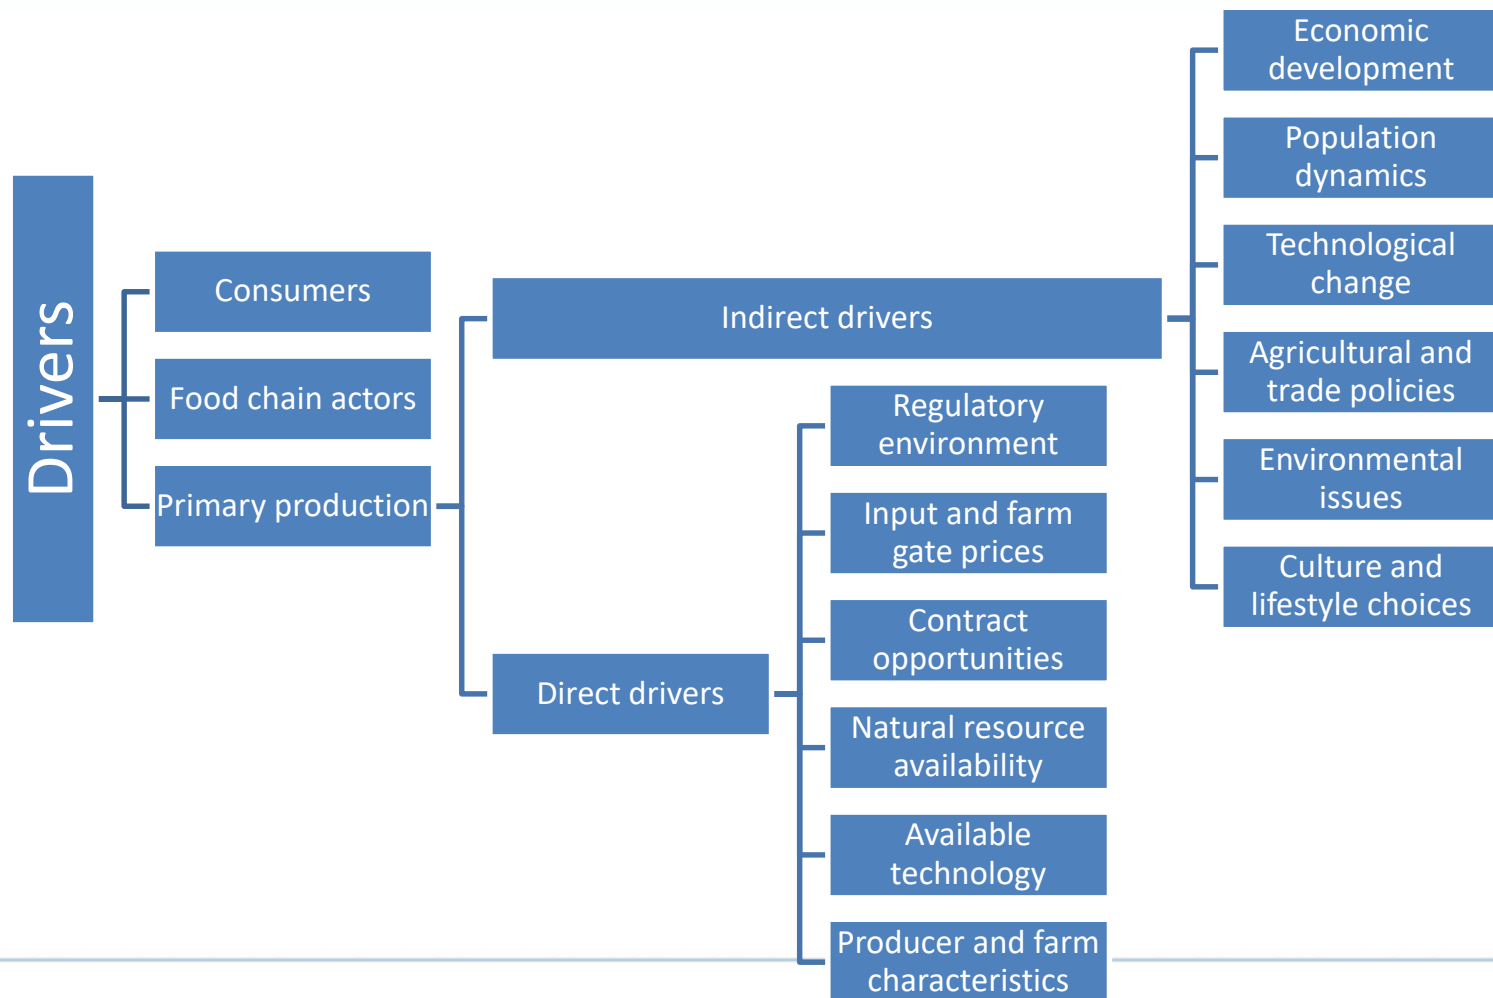 Drivers
Consumers
Food chain actors
Primary production
Indirect drivers
Economic
development
Population
dynamics
Technological
change
Agricultural and
trade policies
Environmental
issues
Culture and
lifestyle choices
Direct drivers
Regulatory
environment
Input and farm
gate prices
Contract
opportunities
Natural resource
availability
Available
technology
Producer and farm
characteristics